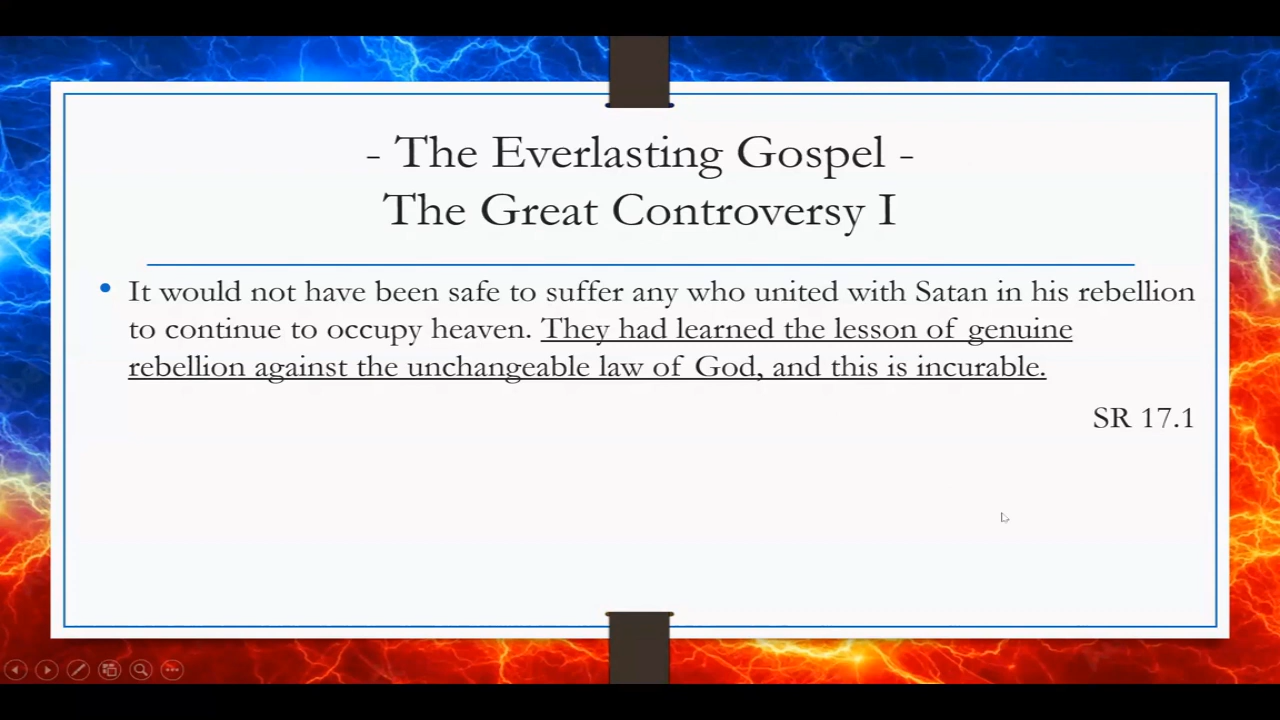 - The Everlasting Gospel -
The Great Controversy I
• It would not have been safe to suffer any who united with Satan in his rebellion
to continue to occupy heaven. They had learned the lesson of genuine
rebellion against the unchangeable law of God, and this is incurable.
SR 17.1